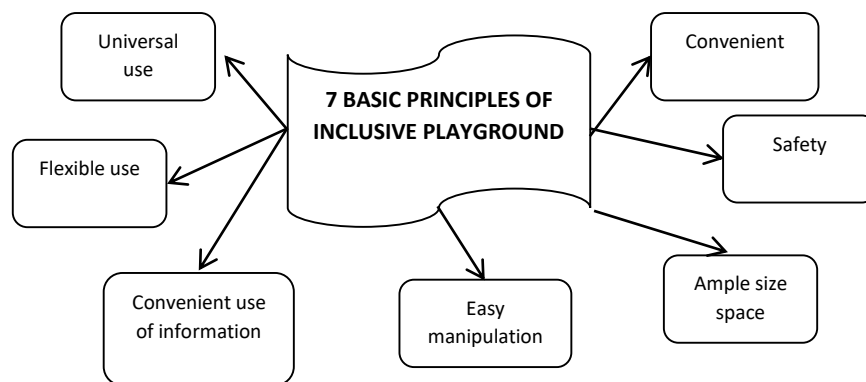 7 BASIC PRINCIPLES OF
INCLUSIVE PLAYGROUND
Universal
use
Flexible use
Convenient use
of information
Easy
manipulation
Ample size
space
Safety
Convenient